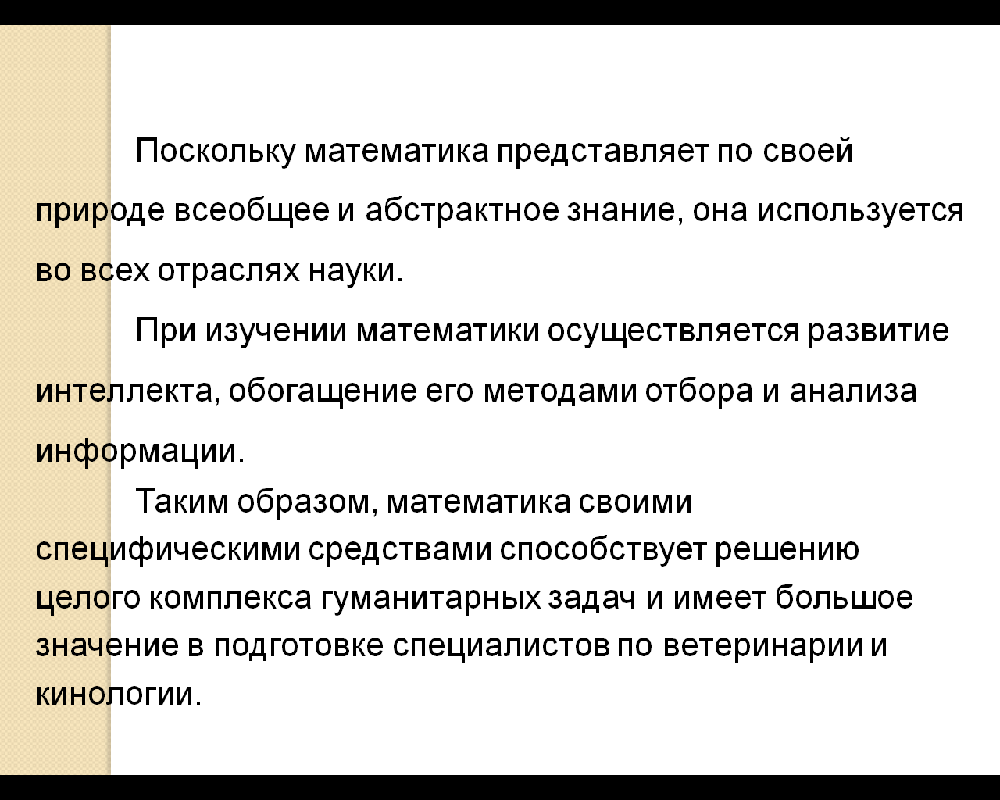 Поскольку математика представляет по своей
природе всеобщее и абстрактное знание, она используется
во всех отраслях науки.
При изучении математики осуществляется развитие
интеллекта, обогащение его методами отбора и анализа
информации.
Таким образом, математика своими
специфическими средствами способствует решению
целого комплекса гуманитарных задач и имеет большое
значение в подготовке специалистов по ветеринарии и
кинологии.